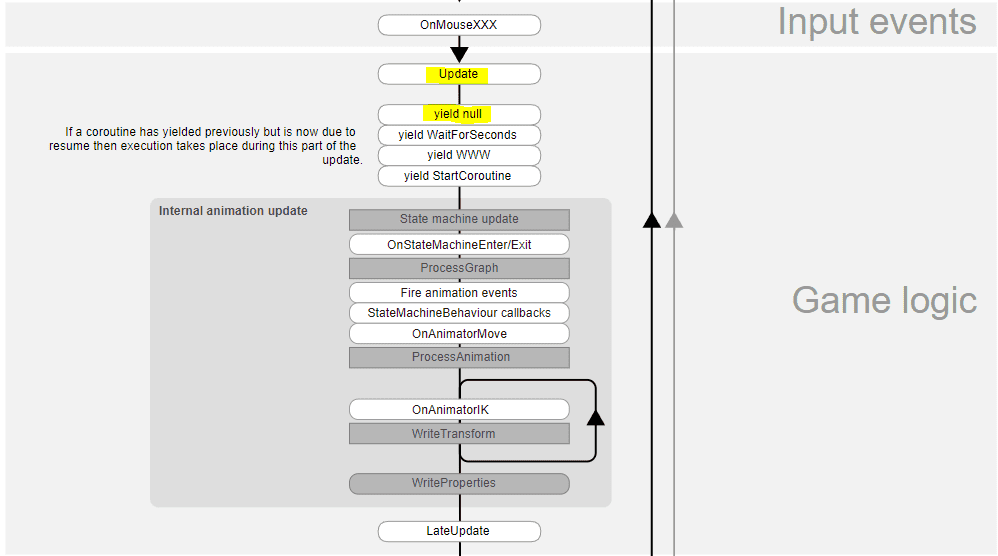 OnMouseXXX
Input events
Update
yield null
If a coroutine has yielded previously but is now due to
resume then execution takes place during this part of the
update.
yield WaitForSeconds
yield WWW
yield StartCoroutine
Internal animation update
State machine update
OnStateMachineEnter/Exit
ProcessGraph
Fire animation events
StateMachineBehaviour callbacks
OnAnimatorMove
ProcessAnimation
OnAnimatorIK
WriteTransform
WriteProperties
Game logic
LateUpdate